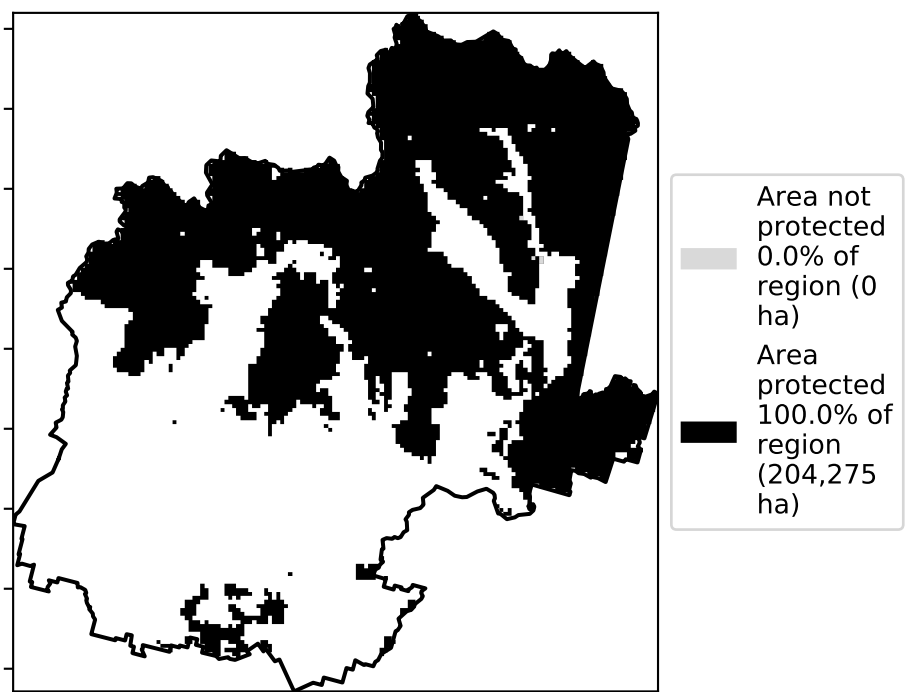 Area not
protected
0.0% of
region (0
ha)
Area
protected
100.0% of
region
(204,275
ha)